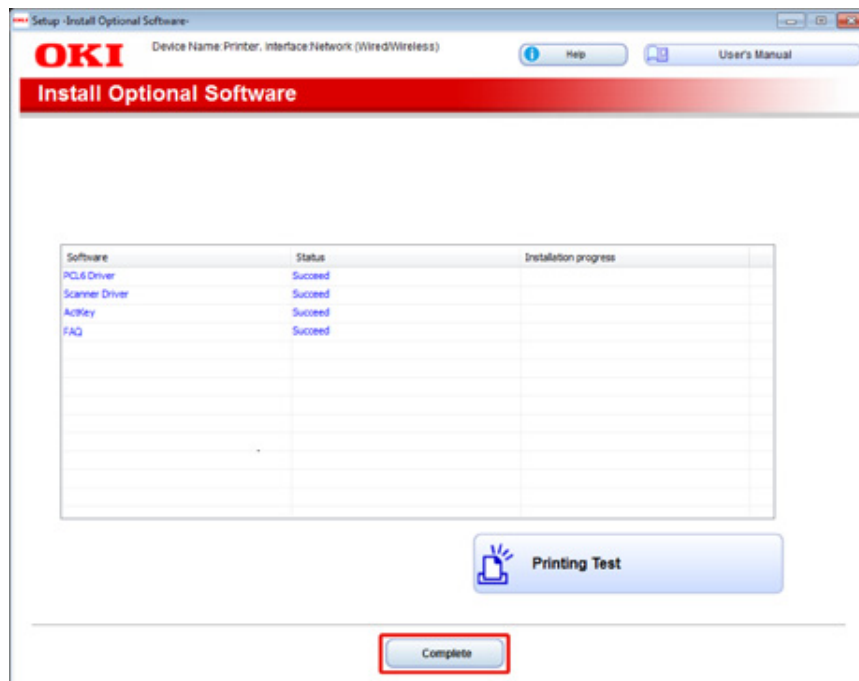 Setup -Install Optional Software-
OKI
Device Name:Printer, Interface:Network (Wired/Wireless)
Help
User's Manual
Install Optional Software
Software Status Installation progress
PCL6 Driver Succeed
Scanner Driver Succeed
ActKey Succeed
FAQ Succeed
Printing Test
Complete